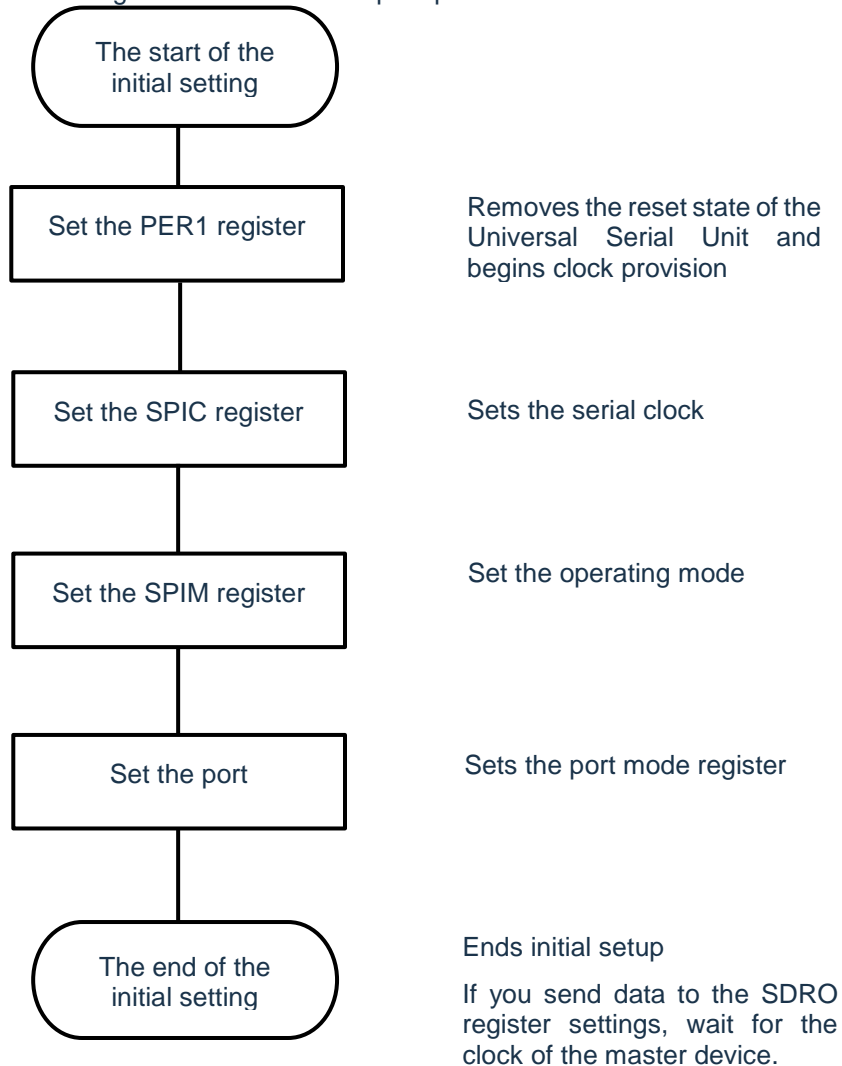 The start of the
initial setting
Set the PER1 register
Removes the reset state of the
Universal Serial Unit and
begins clock provision
Set the SPIC register
Sets the serial clock
Set the SPIM register
Set the operating mode
Set the port
Sets the port mode register
The end of the
initial setting
Ends initial setup
If you send data to the SDRO
register settings, wait for the
clock of the master device.